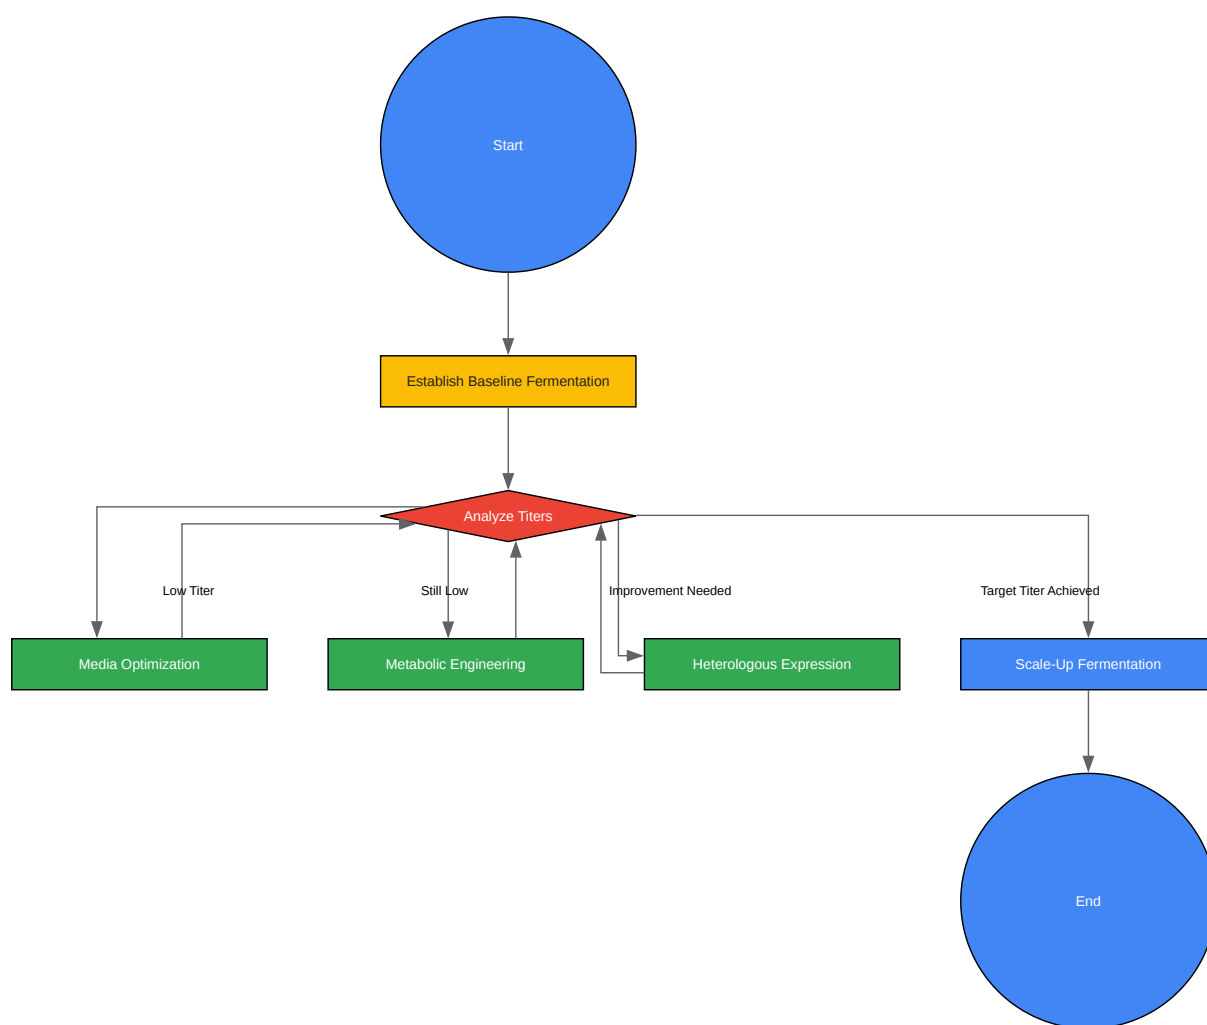 Start
Establish Baseline Fermentation
Analyze Titers
Low Titer
Still Low
Improvement Needed
Target Titer Achieved
Media Optimization
Metabolic Engineering
Heterologous Expression
Scale-Up Fermentation
End